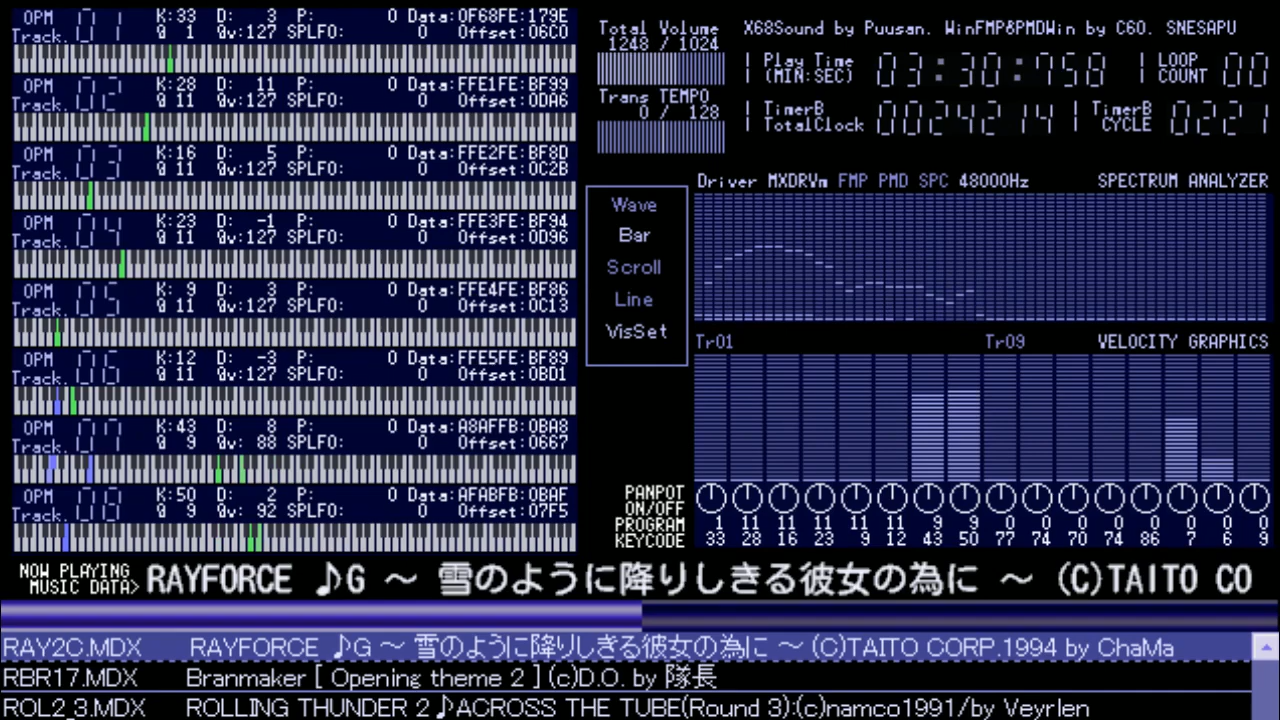 OPM Track. 01 K:33 D: 3 P: 0 Data:0F68FE:179E
@ 1 @v:127 SPLFO: 0 Offset:06C0
OPM Track. 02 K:28 D: 11 P: 0 Data:FFE1FE:BF99
@ 11 @v:127 SPLFO: 0 Offset:0DA6
OPM Track. 03 K:16 D: 5 P: 0 Data:FFE2FE:BF8D
@ 11 @v:127 SPLFO: 0 Offset:0C2B
OPM Track. 04 K:23 D: -1 P: 0 Data:FFE3FE:BF94
@ 11 @v:127 SPLFO: 0 Offset:0D96
OPM Track. 05 K: 9 D: 3 P: 0 Data:FFE4FE:BF86
@ 11 @v:127 SPLFO: 0 Offset:0C13
OPM Track. 06 K:12 D: -3 P: 0 Data:FFE5FE:BF89
@ 11 @v:127 SPLFO: 0 Offset:0BD1
OPM Track. 07 K:43 D: 8 P: 0 Data:A8AFFB:0BA8
@ 9 @v: 88 SPLFO: 0 Offset:0667
OPM Track. 08 K:50 D: 2 P: 0 Data:AFABFB:0BAF
@ 9 @v: 92 SPLFO: 0 Offset:07F5
Total Volume
1248 / 1024
Trans TEMPO
0 / 128
X68Sound by Puusan. WinFMP&PMDWin by C60. SNESAPU
Play Time (MIN:SEC) 03:30:758 LOOP COUNT 00
TimerB TotalClock 00242214 TimerB CYCLE 0221
Wave
Bar
Scroll
Line
VisSet
Driver MXDRVm FMP PMD SPC 48000Hz SPECTRUM ANALYZER
Tr01 Tr09 VELOCITY GRAPHICS
PANPOT
ON/OFF
PROGRAM 1 11 11 11 11 11 9 9 0 0 0 0 0 0 0
KEYCODE 33 28 16 23 9 12 43 50 77 74 70 74 86 7 6 9
NOW PLAYING
MUSIC DATA> RAYFORCE ♪G ～ 雪のように降りしきる彼女の為に ～ (C)TAITO CO
RAY2C.MDX RAYFORCE ♪G ～ 雪のように降りしきる彼女の為に ～ (C)TAITO CORP.1994 by ChaMa
RBR17.MDX Branmaker [ Opening theme 2 ] (c)D.O. by 隊長
ROL2_3.MDX ROLLING THUNDER 2♪ACROSS THE TUBE(Round 3):(c)namco1991/by Veyrlen